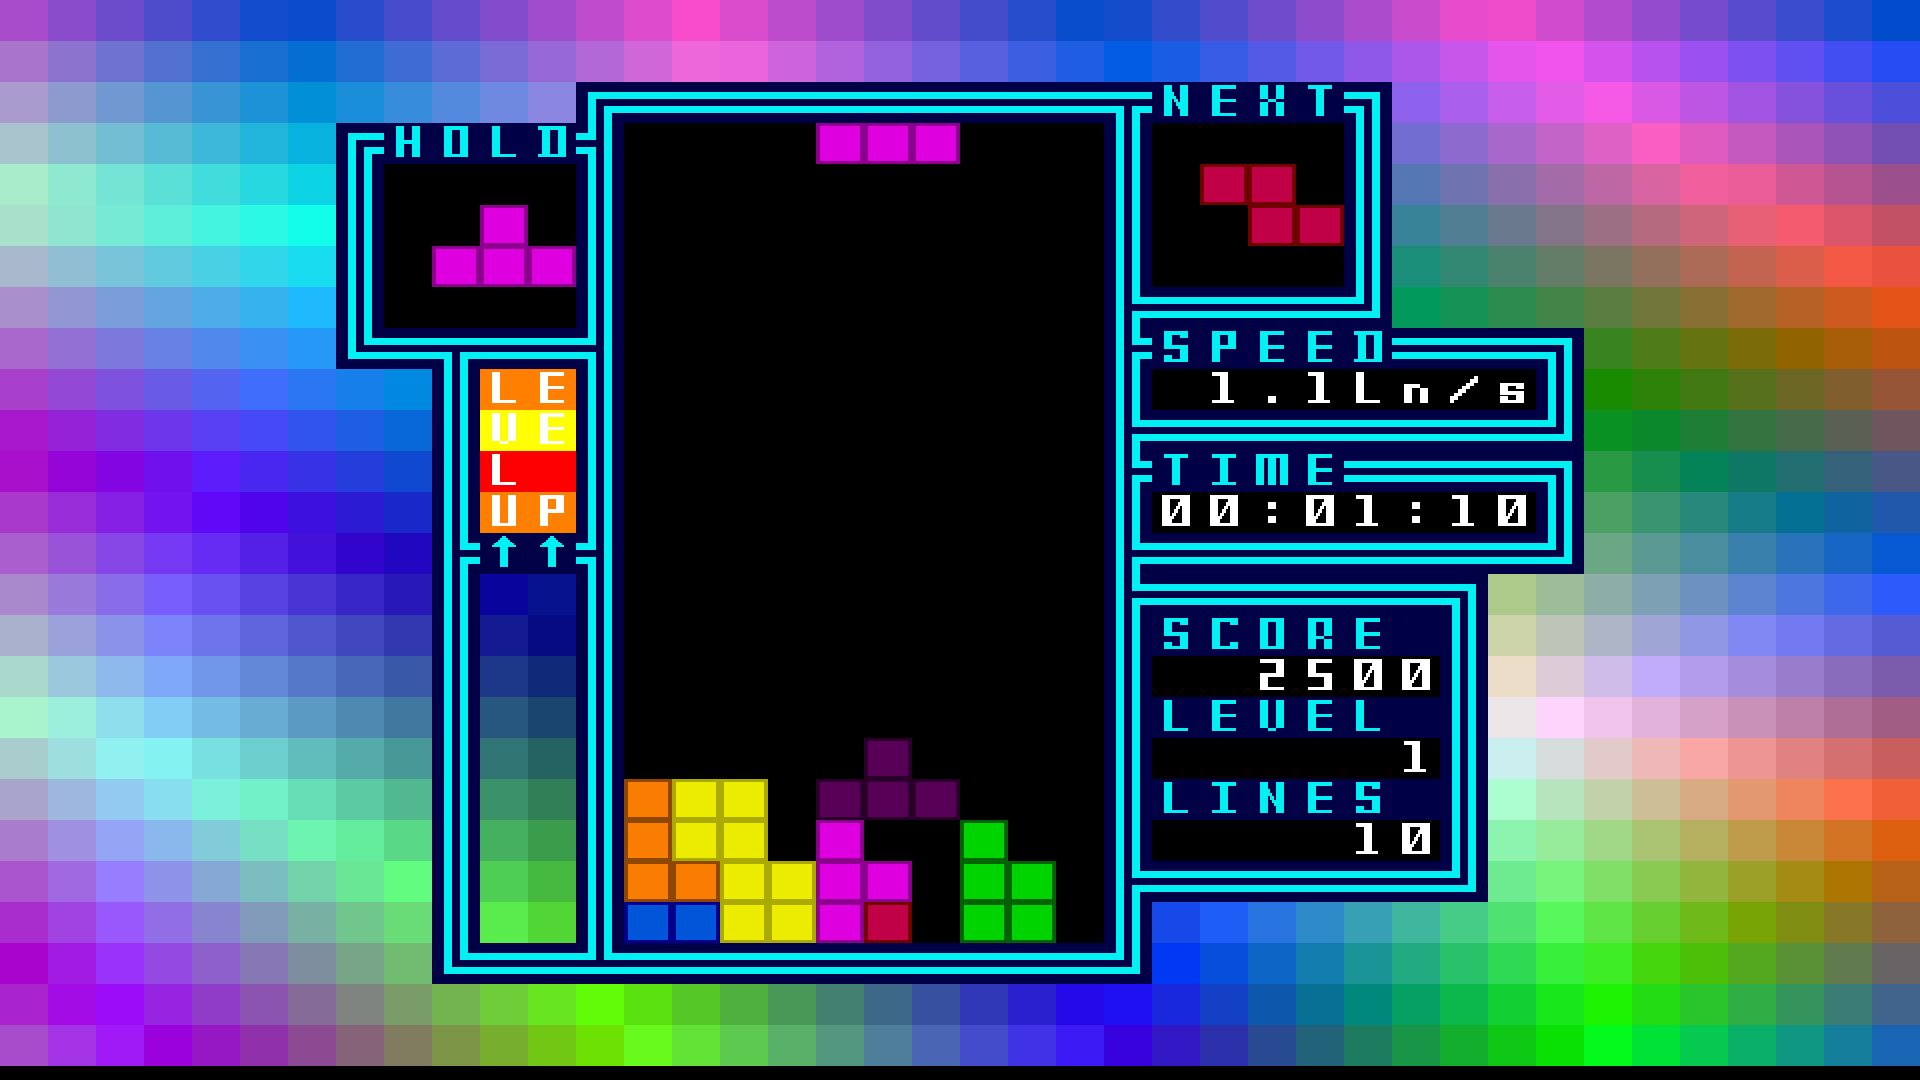 NEXT
HOLD
SPEED
1.1Ln/s
LE
VE
L
UP
TIME
00:01:10
SCORE
2500
LEVEL
1
LINES
10